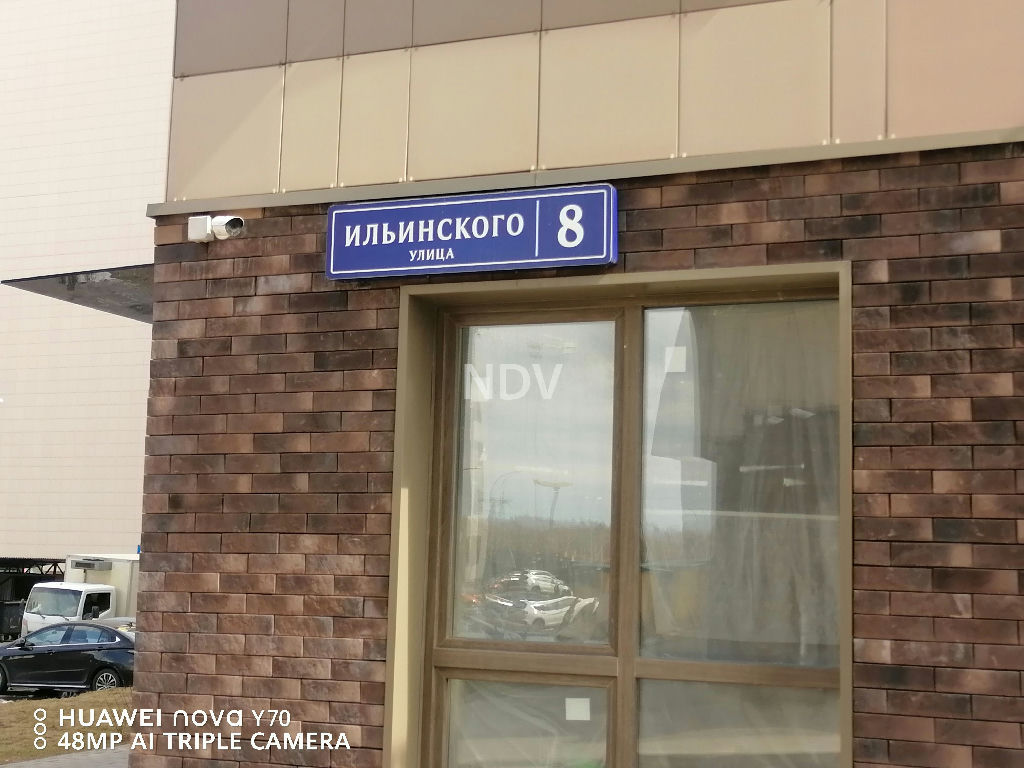 ИЛЬИНСКОГО 8
УЛИЦА
NDV
HUAWEI nova Y70
48MP AI TRIPLE CAMERA